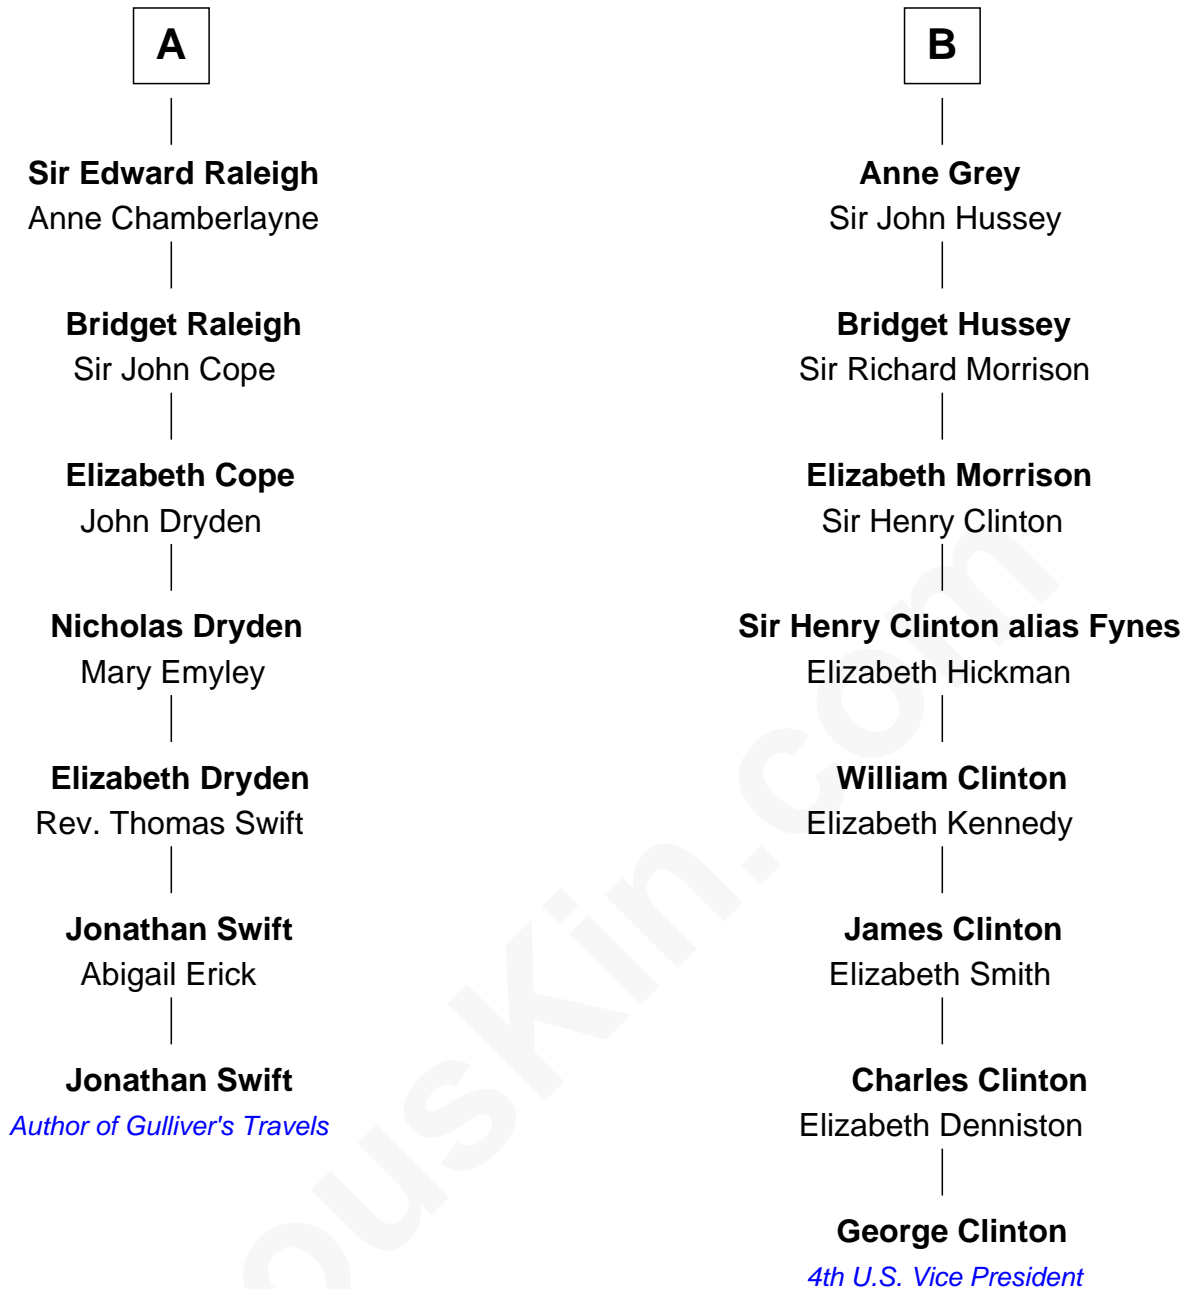 A
Sir Edward Raleigh
Anne Chamberlayne
Bridget Raleigh
Sir John Cope
Elizabeth Cope
John Dryden
Nicholas Dryden
Mary Emyley
Elizabeth Dryden
Rev. Thomas Swift
Jonathan Swift
Abigail Erick
Jonathan Swift
Author of Gulliver's Travels
B
Anne Grey
Sir John Hussey
Bridget Hussey
Sir Richard Morrison
Elizabeth Morrison
Sir Henry Clinton
Sir Henry Clinton alias Fynes
Elizabeth Hickman
William Clinton
Elizabeth Kennedy
James Clinton
Elizabeth Smith
Charles Clinton
Elizabeth Denniston
George Clinton
4th U.S. Vice President
ousKin.com